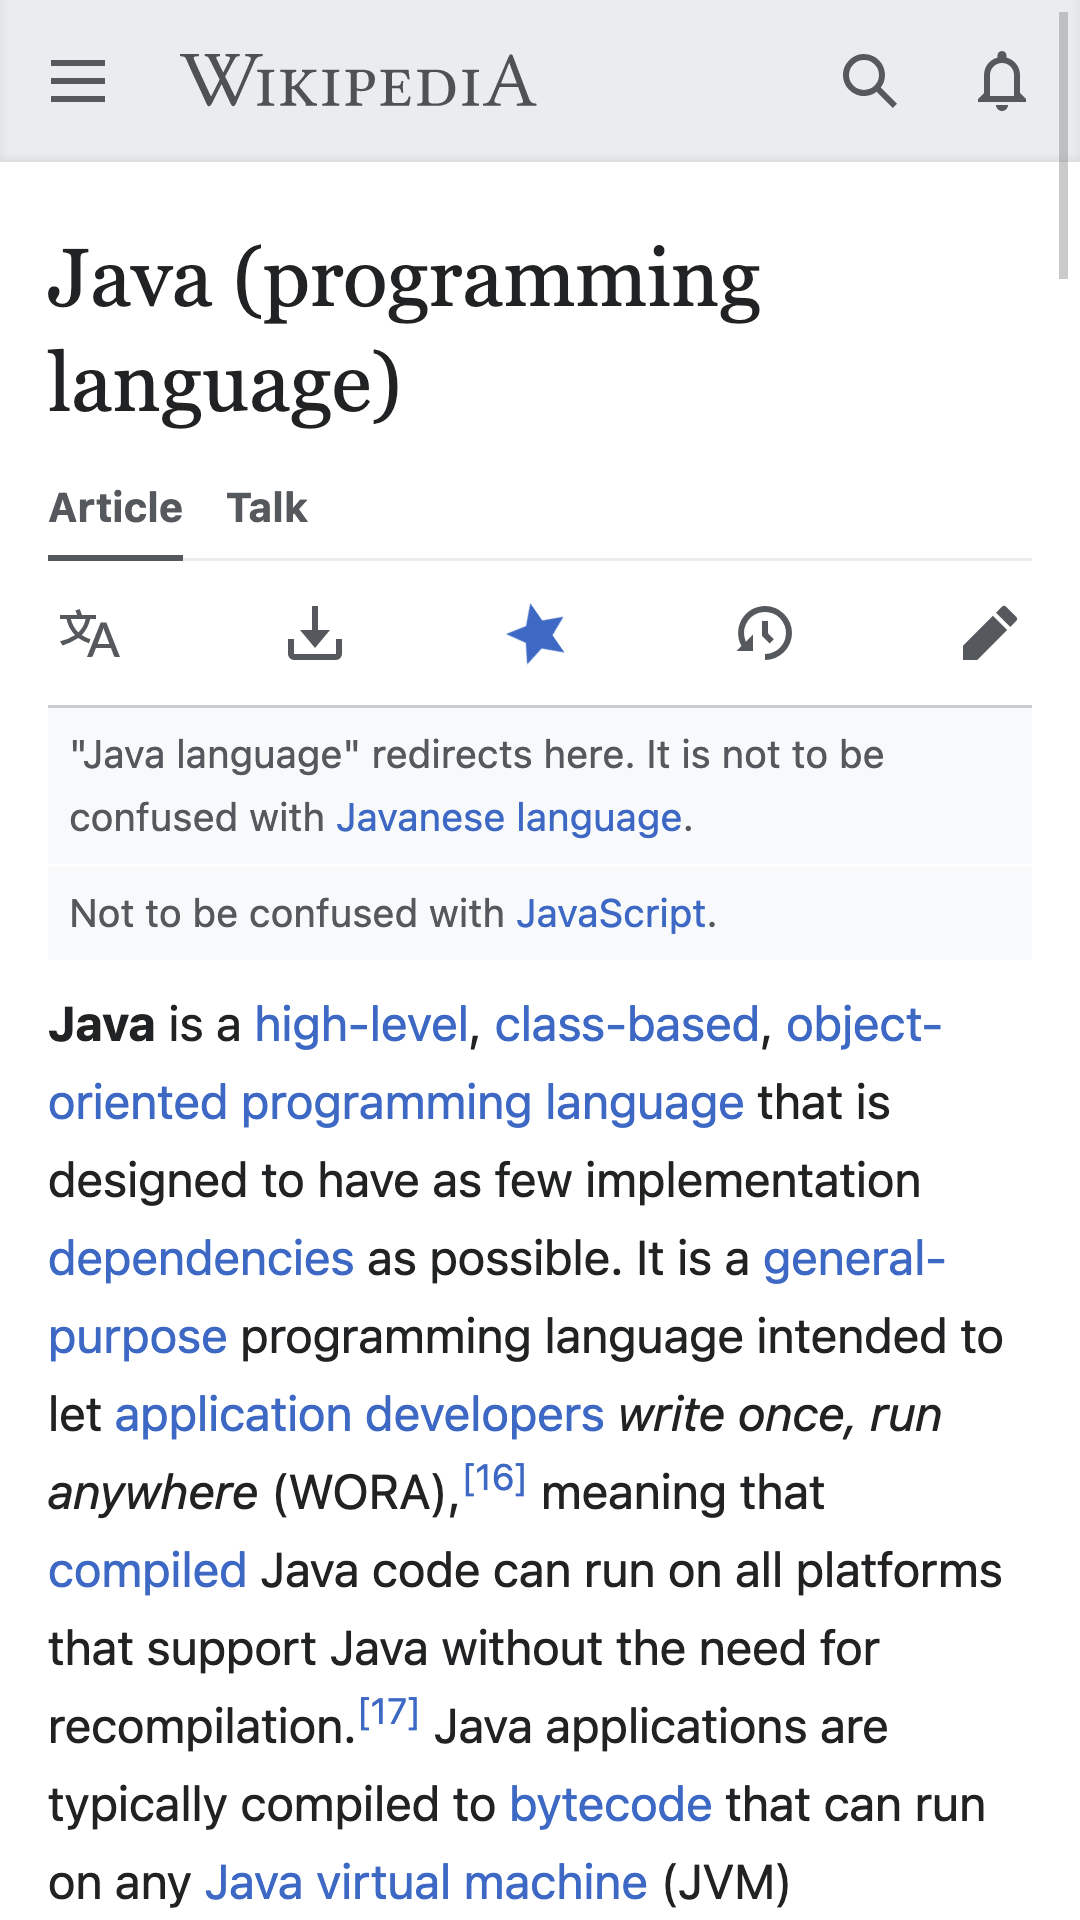 WIKIPEDIA
Java (programming
language)
Article Talk
文A
"Java language" redirects here. It is not to be
confused with Javanese language.
Not to be confused with JavaScript.
Java is a high-level, class-based, object-
oriented programming language that is
designed to have as few implementation
dependencies as possible. It is a general-
purpose programming language intended to
let application developers write once, run
anywhere (WORA),[16] meaning that
compiled Java code can run on all platforms
that support Java without the need for
recompilation.[17] Java applications are
typically compiled to bytecode that can run
on any Java virtual machine (JVM)